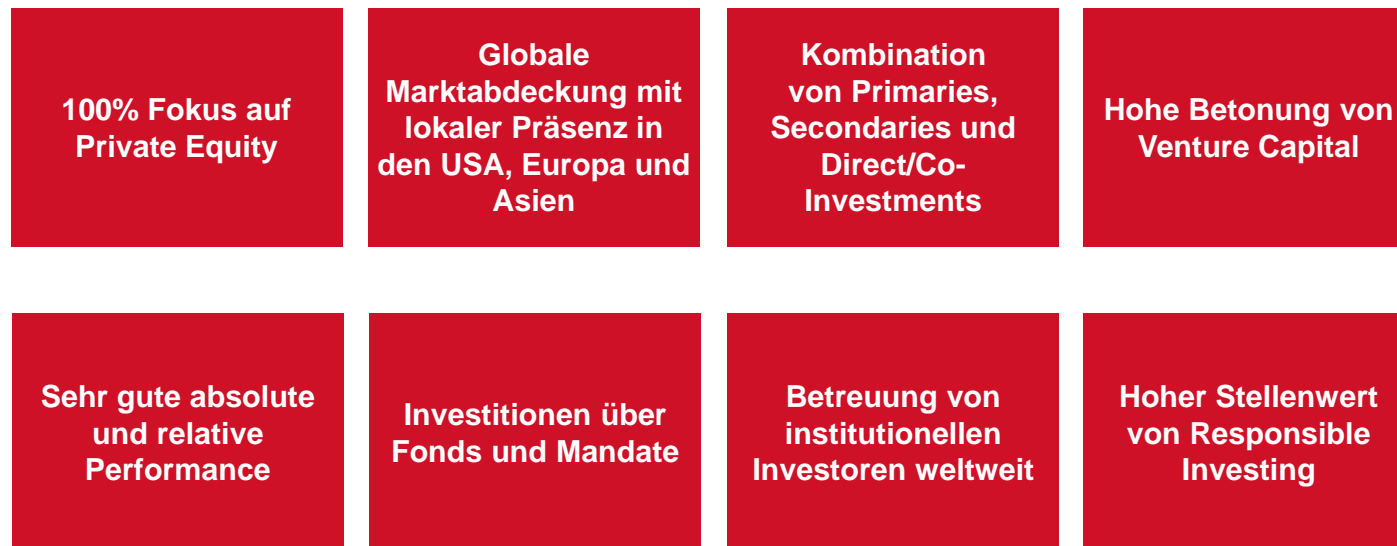 100% Fokus auf
Private Equity
Globale
Marktabdeckung mit
lokaler Präsenz in
den USA, Europa und
Asien
Kombination
von Primaries,
Secondaries und
Direct/Co-
Investments
Hohe Betonung von
Venture Capital
Sehr gute absolute
und relative
Performance
Investitionen über
Fonds und Mandate
Betreuung von
institutionellen
Investoren weltweit
Hoher Stellenwert
von Responsible
Investing